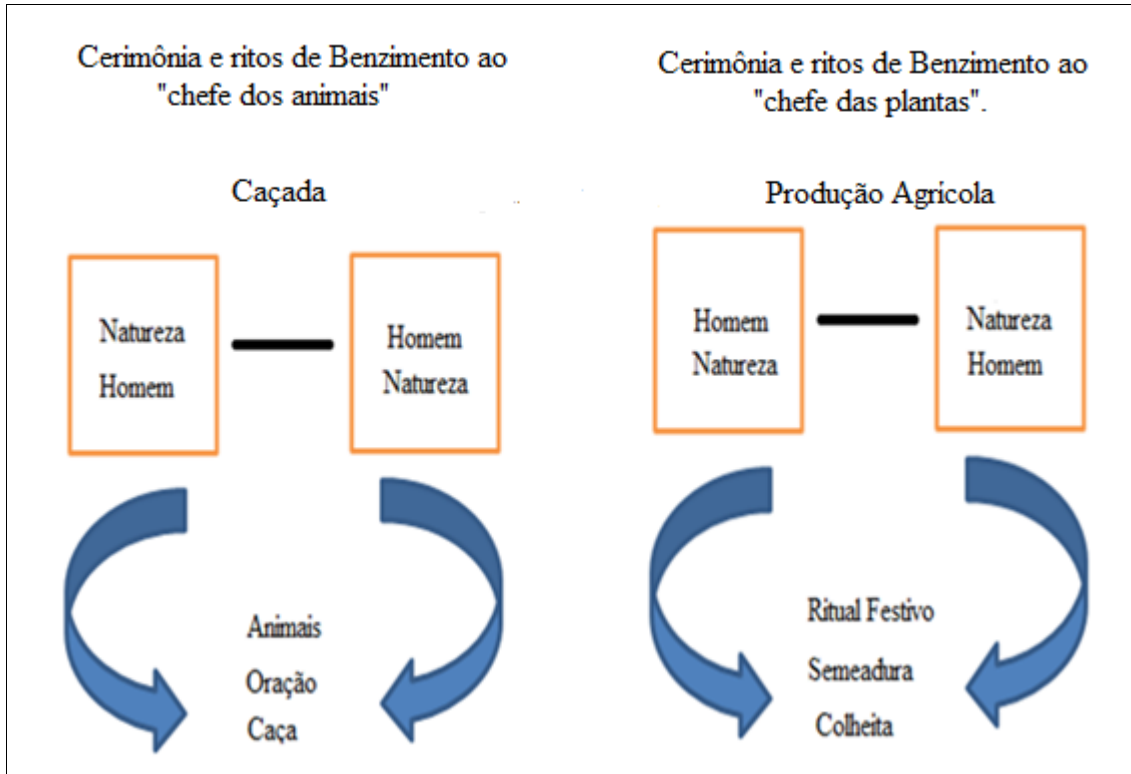 Cerimônia e ritos de Benzimento ao
"chefe dos animais"
Caçada
Natureza
Homem
Homem
Natureza
Animais
Oração
Caça
Cerimônia e ritos de Benzimento ao
"chefe das plantas".
Produção Agrícola
Homem
Natureza
Natureza
Homem
Ritual Festivo
Semeadura
Colheita